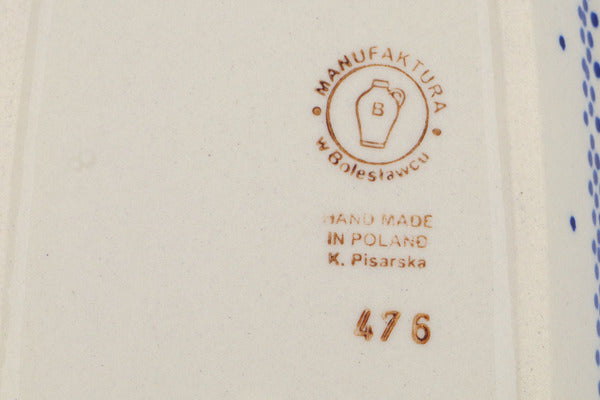 MANUFAKTURA
B
w Bolesławcu
HAND MADE
IN POLAND
K. Pisarska
476